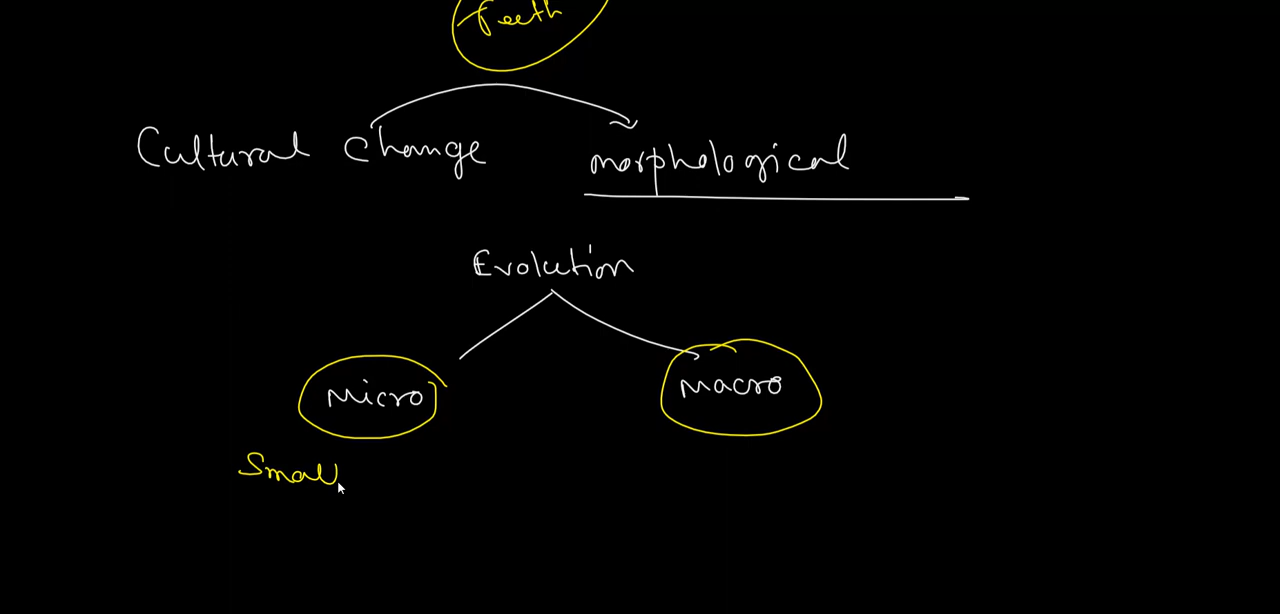 Teeth
Cultural change morphological
Evolution
Micro Macro
Small